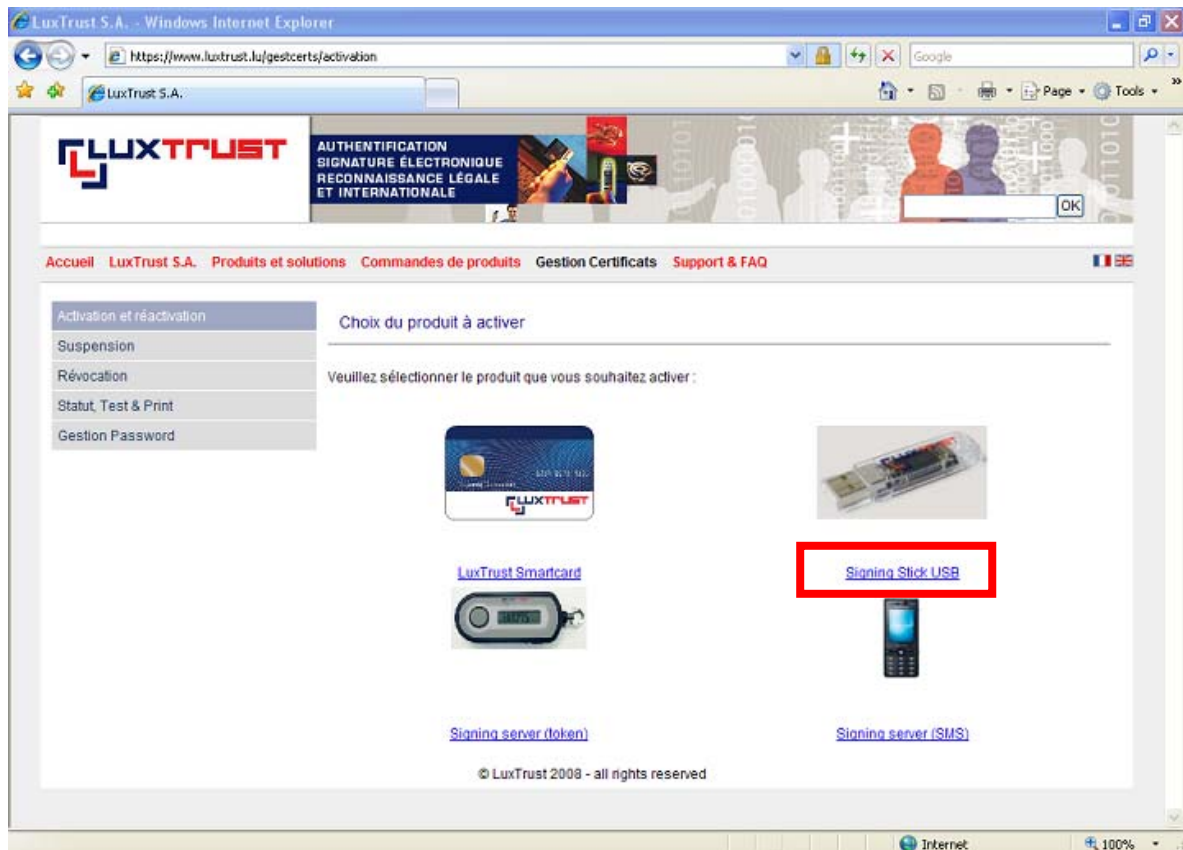 LuxTrust S.A. - Windows Internet Explorer
https://www.luxtrust.lu/gestcerts/activation
Google
LuxTrust S.A.
Page
Tools
LUXTRUST
AUTHENTIFICATION
SIGNATURE ÉLECTRONIQUE
RECONNAISSANCE LÉGALE
ET INTERNATIONALE
OK
Accueil LuxTrust S.A. Produits et solutions Commandes de produits Gestion Certificats Support & FAQ
Activation et réactivation
Suspension
Révocation
Statut, Test & Print
Gestion Password
Choix du produit à activer
Veuillez sélectionner le produit que vous souhaitez activer :
LUXTRUST
LuxTrust Smartcard
Signing Stick USB
Signing server (token)
Signing server (SMS)
© LuxTrust 2008 - all rights reserved
Internet
100%